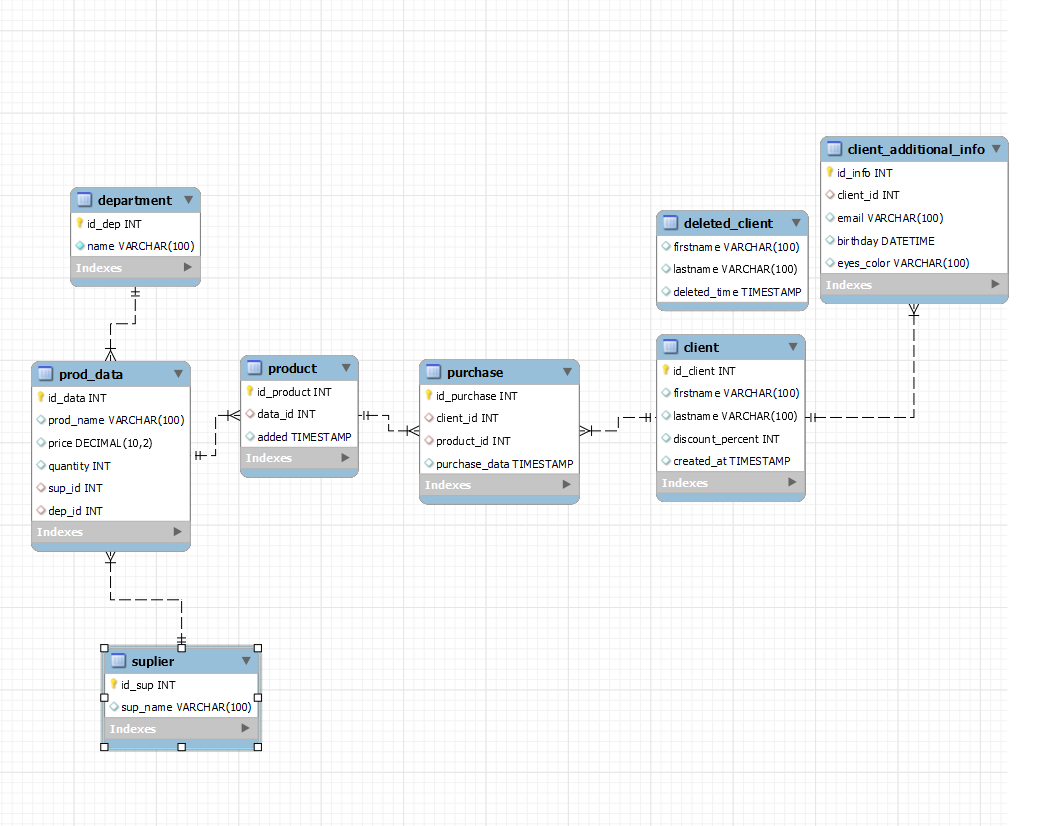 client_additional_info
id_info INT
client_id INT
email VARCHAR(100)
birthday DATETIME
eyes_color VARCHAR(100)
Indexes
department
id_dep INT
name VARCHAR(100)
Indexes
deleted_client
firstname VARCHAR(100)
lastname VARCHAR(100)
deleted_time TIMESTAMP
client
id_client INT
firstname VARCHAR(100)
lastname VARCHAR(100)
discount_percent INT
created_at TIMESTAMP
Indexes
prod_data
id_data INT
prod_name VARCHAR(100)
price DECIMAL(10,2)
quantity INT
sup_id INT
dep_id INT
Indexes
product
id_product INT
data_id INT
added TIMESTAMP
Indexes
purchase
id_purchase INT
client_id INT
product_id INT
purchase_data TIMESTAMP
Indexes
suplier
id_sup INT
sup_name VARCHAR(100)
Indexes